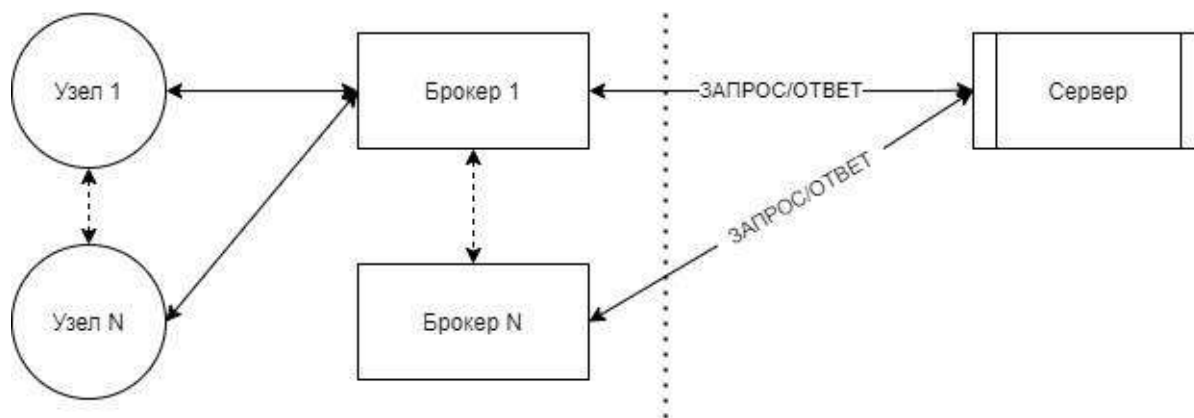 Узел 1
Брокер 1
ЗАПРОС/ОТВЕТ
Сервер
ЗАПРОС/ОТВЕТ
Узел N
Брокер N